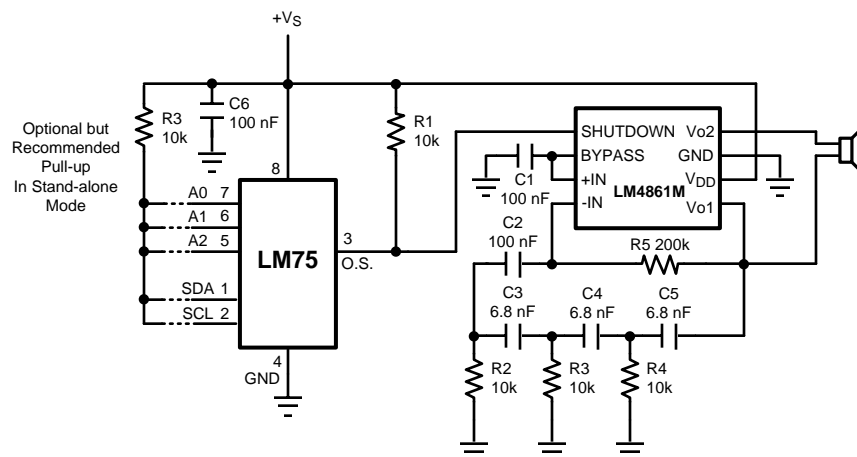 +VS
Optional but
Recommended
Pull-up
In Stand-alone
Mode
R3
10k
C6
100 nF
R1
10k
8
A0 7
A1 6
A2 5
SDA 1
SCL 2
LM75
3
O.S.
4
GND
C1
100 nF
SHUTDOWN
BYPASS
+IN
-IN
LM4861M
Vo2
GND
VDD
Vo1
C2
100 nF
R5 200k
C3
6.8 nF
C4
6.8 nF
C5
6.8 nF
R2
10k
R3
10k
R4
10k